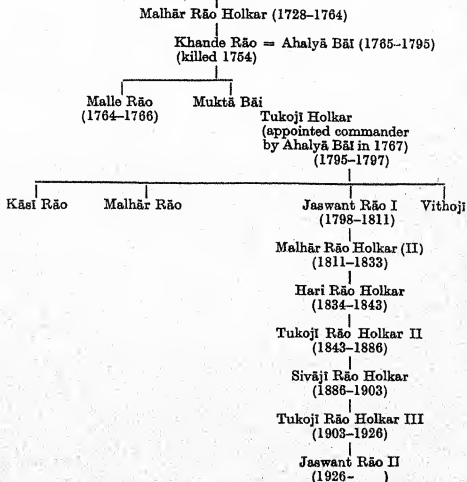 Malhār Rāo Holkar (1728–1764)
Khande Rāo = Ahalyā Bāī (1765–1795)
(killed 1754)
Malle Rāo Muktā Bāi
(1764–1766)
Tukojī Holkar
(appointed commander
by Ahalyā Bāī in 1767)
(1795–1797)
Kāsī Rāo Malhār Rāo Jaswant Rāo I Vithojī
(1798–1811)
Malhār Rāo Holkar (II)
(1811–1833)
Hari Rāo Holkar
(1834–1843)
Tukojī Rāo Holkar II
(1843–1886)
Sivājī Rāo Holkar
(1886–1903)
Tukojī Rāo Holkar III
(1903–1926)
Jaswant Rāo II
(1926– )